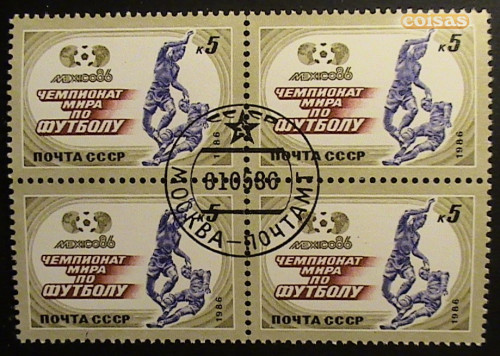 coisas
к5
к5
MEXICO86
MEXICO86
ЧЕМПИОНАТ
МИРА
ПО
ФУТБОЛУ
ЧЕМПИОНАТ
МИРА
ПО
ФУТБОЛУ
ПОЧТА СССР
1986
ПОЧТА СССР
1986
СССР
010586
МОСКВА-ПОЧТАМТ
к5
к5
MEXICO86
MEXICO86
ЧЕМПИОНАТ
МИРА
ПО
ФУТБОЛУ
ЧЕМПИОНАТ
МИРА
ПО
ФУТБОЛУ
ПОЧТА СССР
1986
ПОЧТА СССР
1986